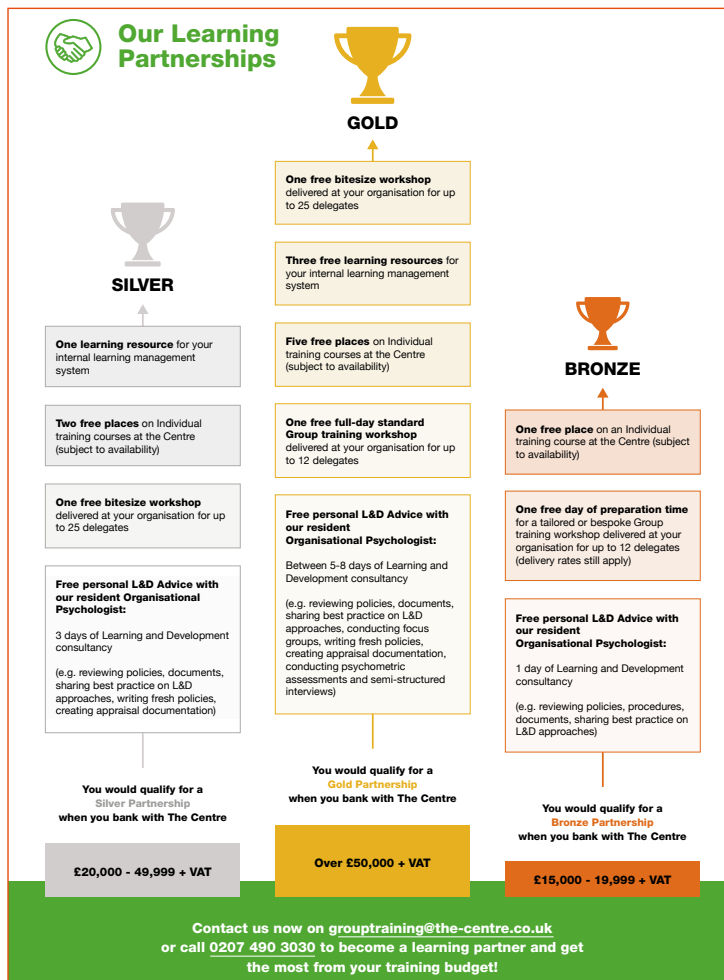 Our Learning
Partnerships
GOLD
One free bitesize workshop
delivered at your organisation for up
to 25 delegates
Three free learning resources for
your internal learning management
system
Five free places on Individual
training courses at the Centre
(subject to availability)
One free full-day standard
Group training workshop
delivered at your organisation for up
to 12 delegates
Free personal L&D Advice with
our resident
Organisational Psychologist:
Between 5-8 days of Learning and
Development consultancy
(e.g. reviewing policies, documents,
sharing best practice on L&D
approaches, conducting focus
groups, writing fresh policies,
creating appraisal documentation,
conducting psychometric
assessments and semi-structured
interviews)
You would qualify for a
Gold Partnership
when you bank with The Centre
Over £50,000 + VAT
SILVER
One learning resource for your
internal learning management
system
Two free places on Individual
training courses at the Centre
(subject to availability)
One free bitesize workshop
delivered at your organisation for up
to 25 delegates
Free personal L&D Advice with
our resident Organisational
Psychologist:
3 days of Learning and Development
consultancy
(e.g. reviewing policies, documents,
sharing best practice on L&D
approaches, writing fresh policies,
creating appraisal documentation)
You would qualify for a
Silver Partnership
when you bank with The Centre
£20,000 - 49,999 + VAT
BRONZE
One free place on an Individual
training course at the Centre (subject
to availability)
One free day of preparation time
for a tailored or bespoke Group
training workshop delivered at your
organisation for up to 12 delegates
(delivery rates still apply)
Free personal L&D Advice with
our resident
Organisational Psychologist:
1 day of Learning and Development
consultancy
(e.g. reviewing policies, procedures,
documents, sharing best practice on
L&D approaches)
You would qualify for a
Bronze Partnership
when you bank with The Centre
£15,000 - 19,999 + VAT
Contact us now on grouptraining@the-centre.co.uk
or call 0207 490 3030 to become a learning partner and get
the most from your training budget!